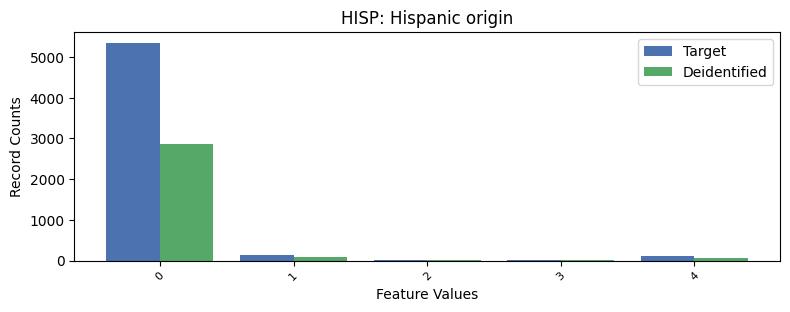 HISP: Hispanic origin
Target
Deidentified
Record Counts
5000
4000
3000
2000
1000
0
0 1 2 3 4
Feature Values